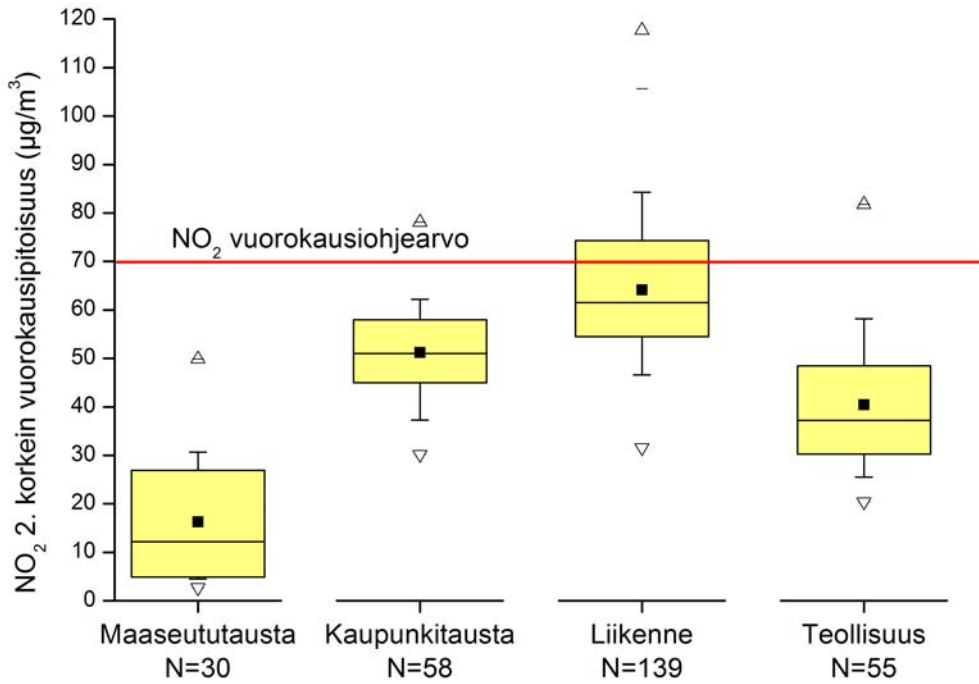 NO₂ 2. korkein vuorokausipitoisuus (µg/m³)
120
110
100
90
80
70
60
50
40
30
20
10
0
NO₂ vuorokausiohjearvo
Maaseututausta
N=30
Kaupunkitausta
N=58
Liikenne
N=139
Teollisuus
N=55